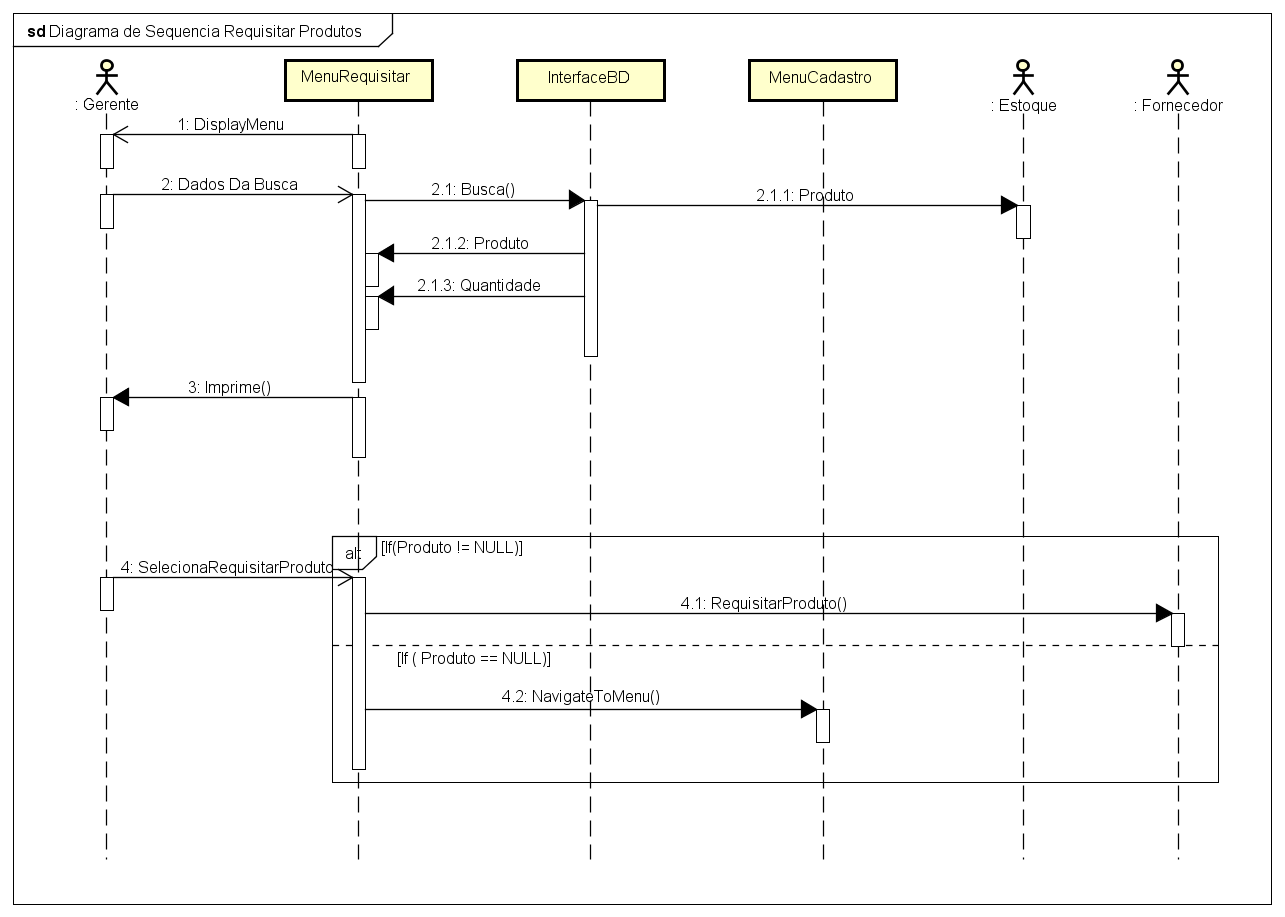 sd Diagrama de Sequencia Requisitar Produtos
: Gerente
MenuRequisitar
InterfaceBD
MenuCadastro
: Estoque
: Fornecedor
1: DisplayMenu
2: Dados Da Busca
2.1: Busca()
2.1.1: Produto
2.1.2: Produto
2.1.3: Quantidade
3: Imprime()
alt
[If(Produto != NULL)]
4: SelecionaRequisitarProduto
4.1: RequisitarProduto()
[If ( Produto == NULL)]
4.2: NavigateToMenu()